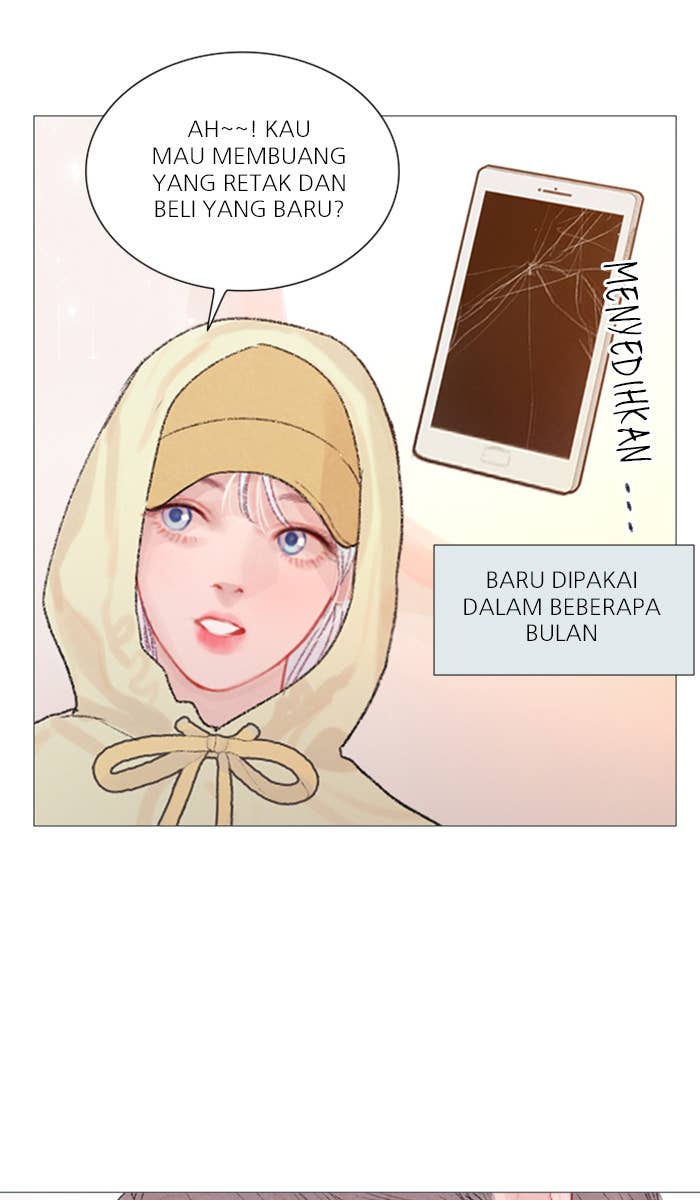 AH~~! KAU
MAU MEMBUANG
YANG RETAK DAN
BELI YANG BARU?
MENYEDIHKAN...
BARU DIPAKAI
DALAM BEBERAPA
BULAN